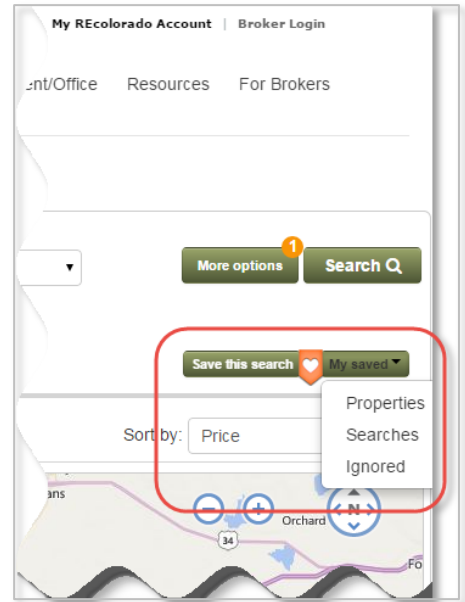 My REcolorado Account | Broker Login
ent/Office Resources For Brokers
1
More options Search
Save this search My saved
Properties
Sort by: Price Searches
Ignored
ans
N
Orchard
34
Fo